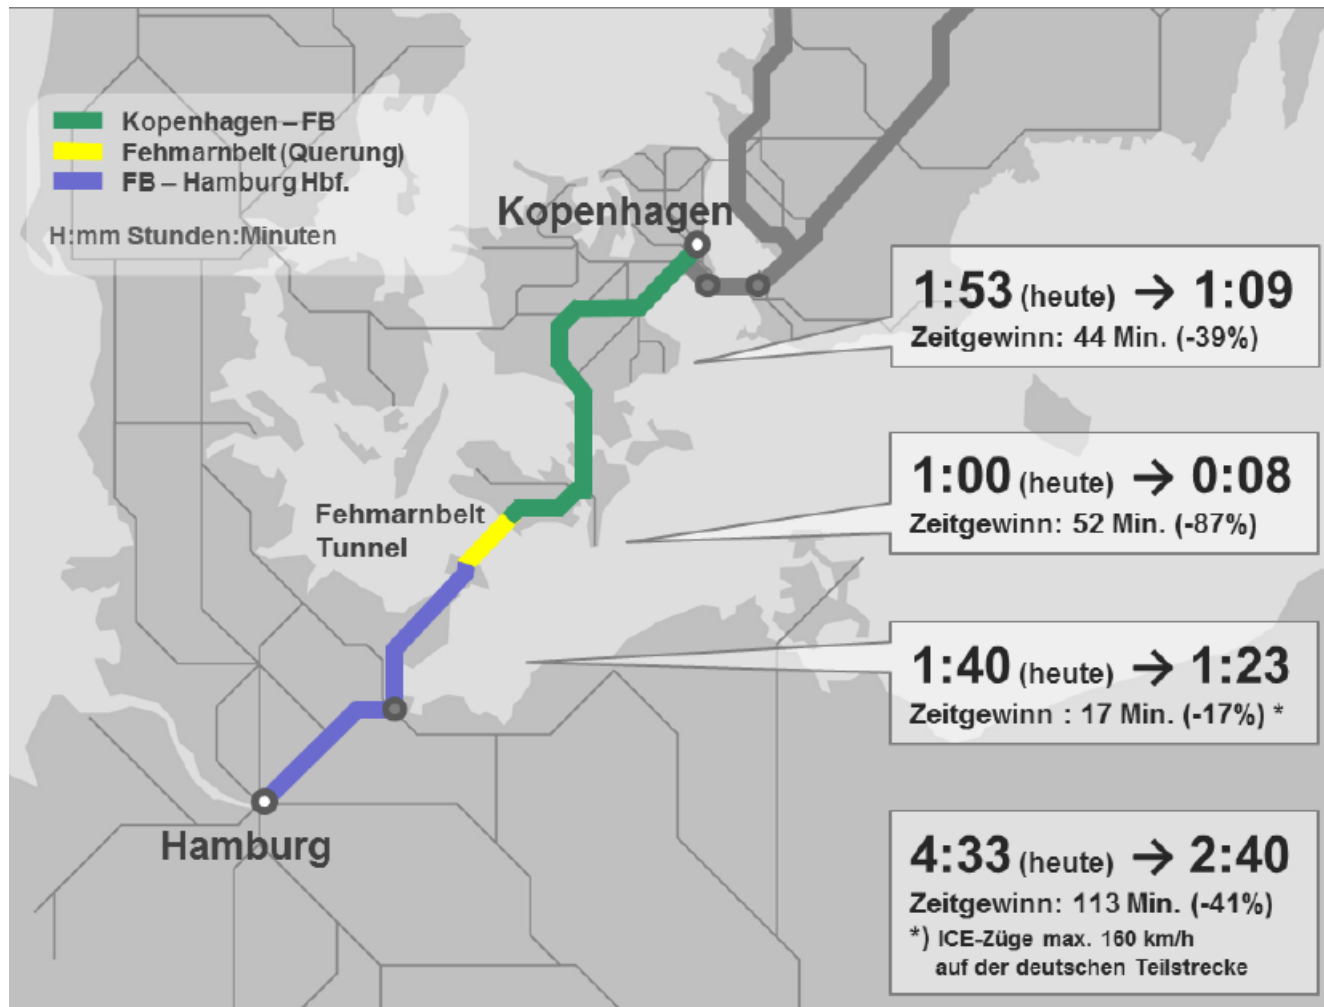 Kopenhagen – FB
Fehmarnbelt (Querung)
FB – Hamburg Hbf.
H:mm Stunden:Minuten
Kopenhagen
1:53 (heute) → 1:09
Zeitgewinn: 44 Min. (-39%)
1:00 (heute) → 0:08
Zeitgewinn: 52 Min. (-87%)
Fehmarnbelt
Tunnel
1:40 (heute) → 1:23
Zeitgewinn : 17 Min. (-17%) *
Hamburg
4:33 (heute) → 2:40
Zeitgewinn: 113 Min. (-41%)
*) ICE-Züge max. 160 km/h
auf der deutschen Teilstrecke